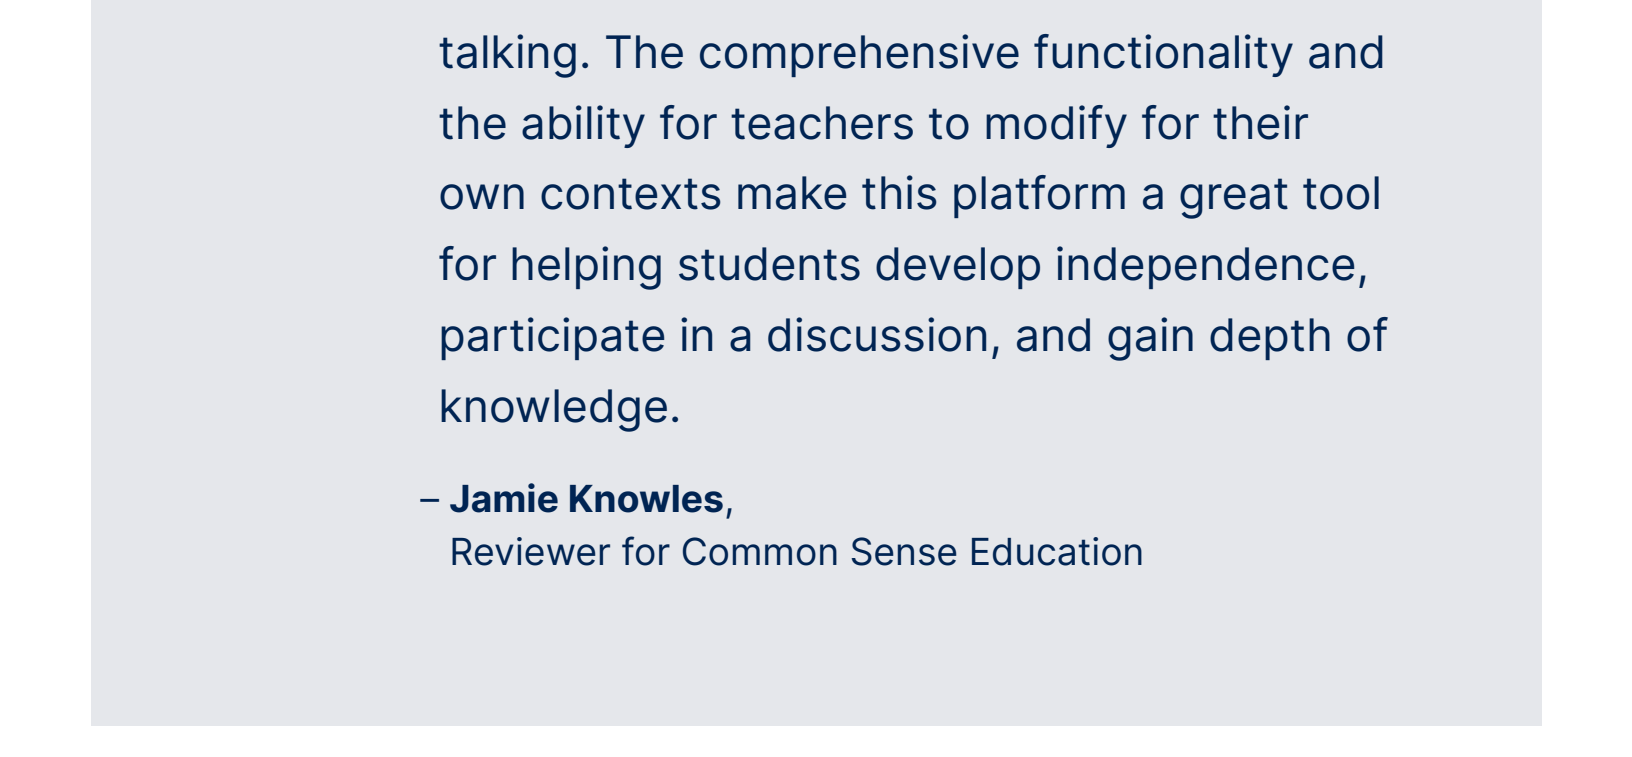 talking. The comprehensive functionality and
the ability for teachers to modify for their
own contexts make this platform a great tool
for helping students develop independence,
participate in a discussion, and gain depth of
knowledge.
– Jamie Knowles,
Reviewer for Common Sense Education